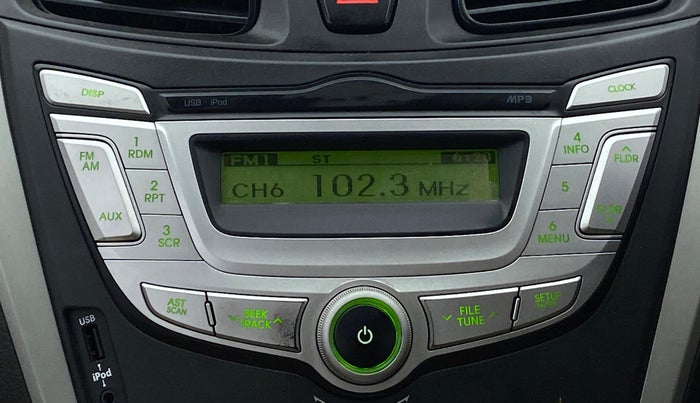 DISP
USB · iPod
MP3
CLOCK
FM1 ST
CH6 102.3 MHz
FM
AM
AUX
1
RDM
2
RPT
3
SCR
4
INFO
5
6
MENU
FLDR
AST
SCAN
SEEK
TRACK
FILE
TUNE
SETUP
USB
iPod